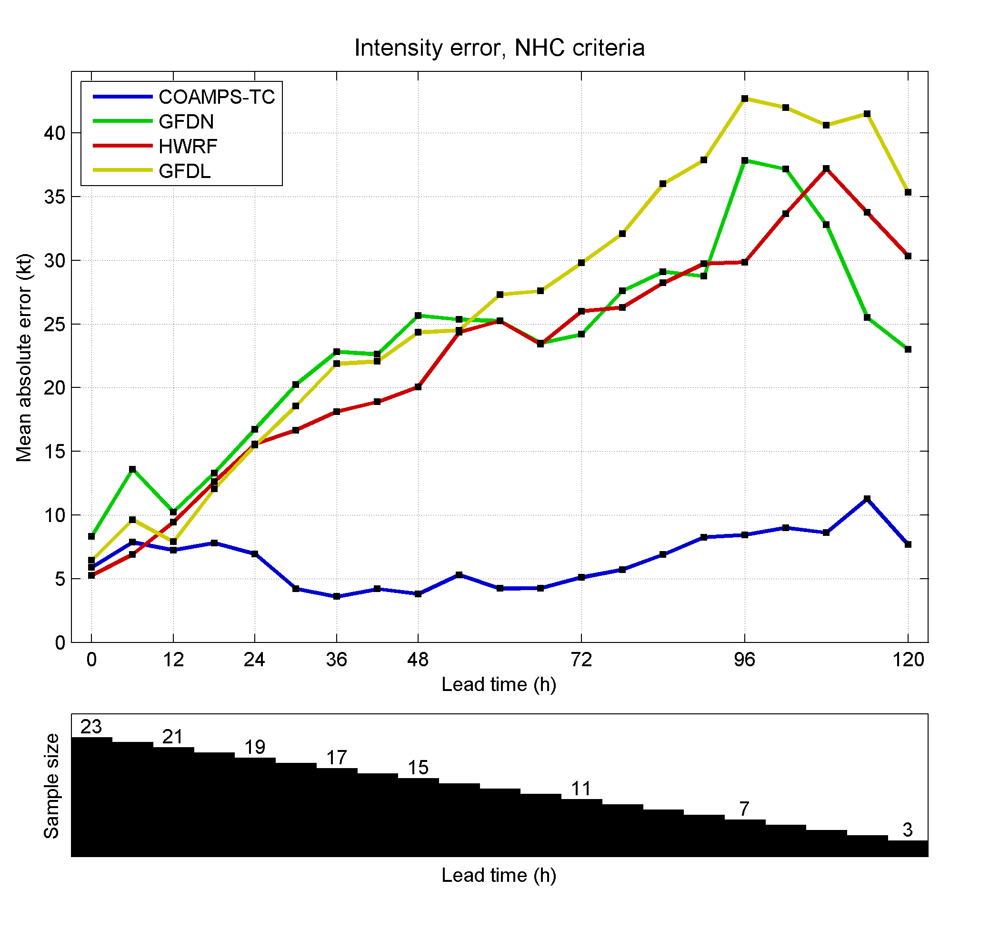 Intensity error, NHC criteria
COAMPS-TC
GFDN
HWRF
GFDL
Mean absolute error (kt)
40
35
30
25
20
15
10
5
0
0 12 24 36 48 72 96 120
Lead time (h)
Sample size
23 21 19 17 15 11 7 3
Lead time (h)